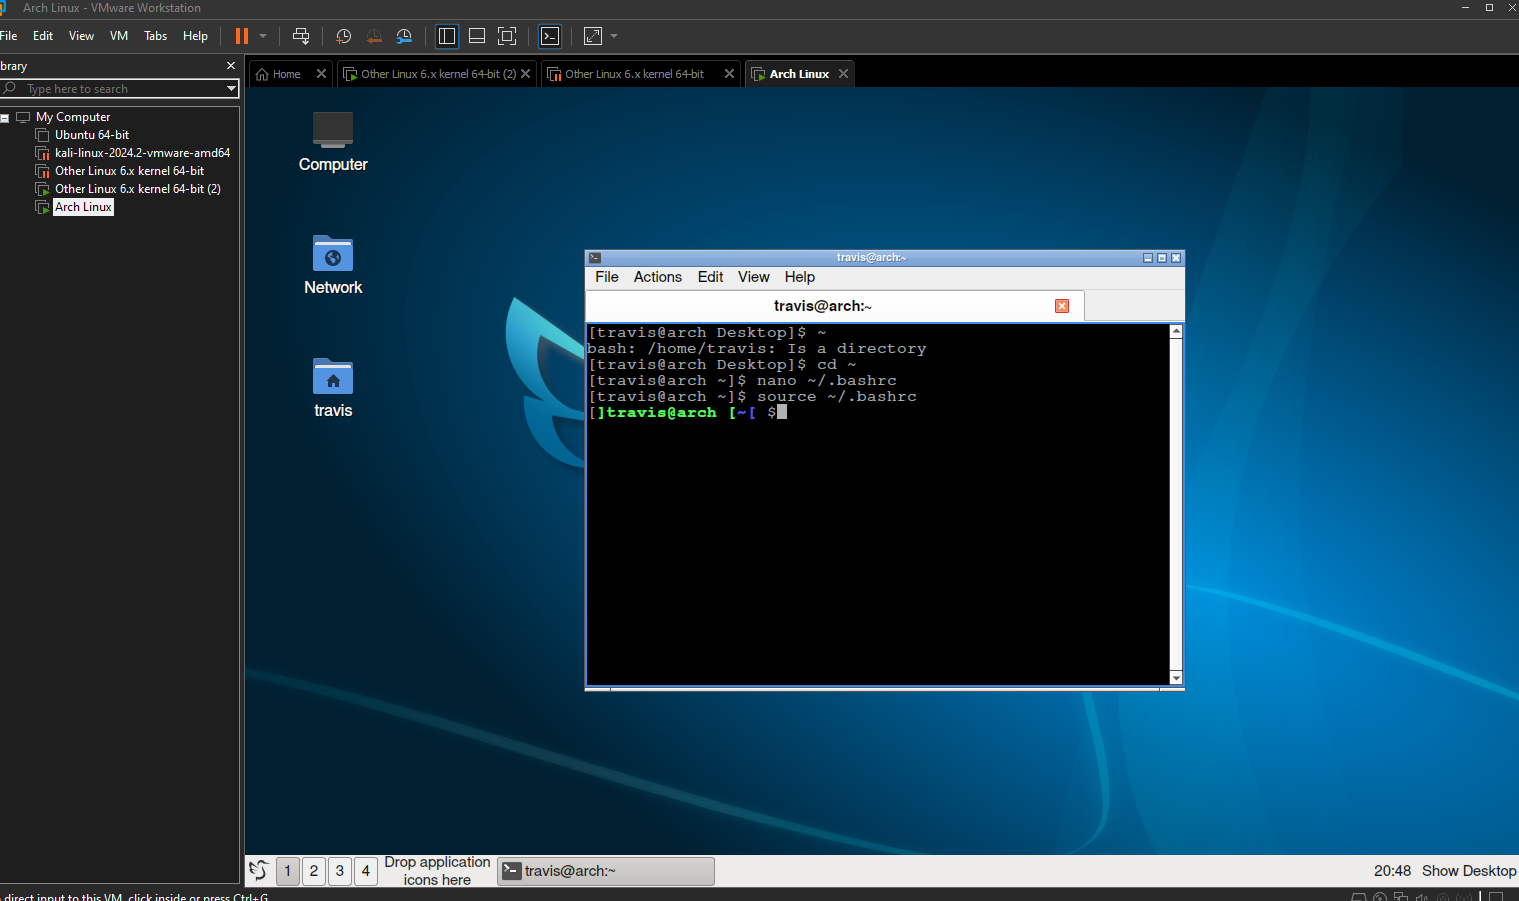 Arch Linux - VMware Workstation
File Edit View VM Tabs Help
brary
Type here to search
My Computer
Ubuntu 64-bit
kali-linux-2024.2-vmware-amd64
Other Linux 6.x kernel 64-bit
Other Linux 6.x kernel 64-bit (2)
Arch Linux
Home Other Linux 6.x kernel 64-bit (2) Other Linux 6.x kernel 64-bit Arch Linux
Computer
Network
travis
travis@arch:~
File Actions Edit View Help
travis@arch:~
[travis@arch Desktop]$ ~
bash: /home/travis: Is a directory
[travis@arch Desktop]$ cd ~
[travis@arch ~]$ nano ~/.bashrc
[travis@arch ~]$ source ~/.bashrc
[]travis@arch [~[ $
1 2 3 4 Drop application
icons here
travis@arch:~
20:48 Show Desktop
direct input to this VM, click inside or press Ctrl+G.